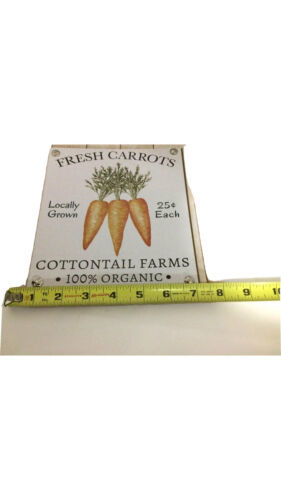 FRESH CARROTS
Locally Grown
25¢ Each
COTTONTAIL FARMS
• 100% ORGANIC •
1 2 3 4 5 6 7 8 9 10